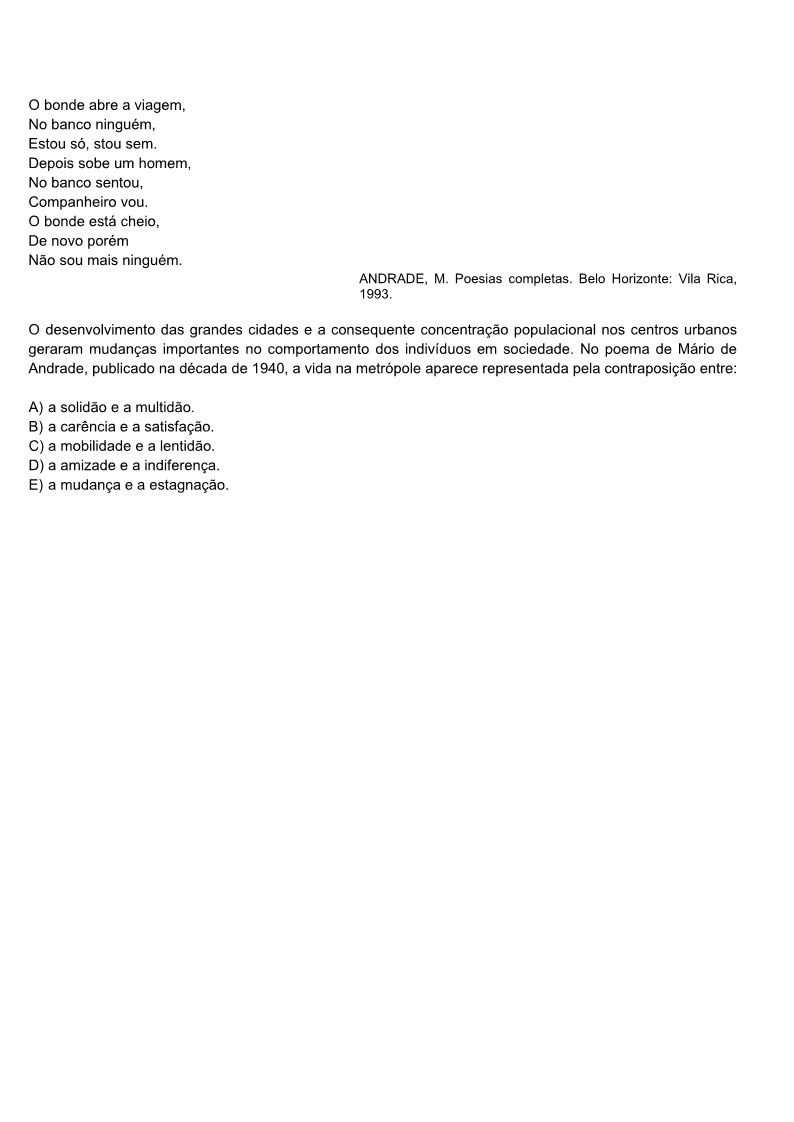 O bonde abre a viagem,
No banco ninguém,
Estou só, stou sem.
Depois sobe um homem,
No banco sentou,
Companheiro vou.
O bonde está cheio,
De novo porém
Não sou mais ninguém.
ANDRADE, M. Poesias completas. Belo Horizonte: Vila Rica,
1993.
O desenvolvimento das grandes cidades e a consequente concentração populacional nos centros urbanos
geraram mudanças importantes no comportamento dos indivíduos em sociedade. No poema de Mário de
Andrade, publicado na década de 1940, a vida na metrópole aparece representada pela contraposição entre:
A) a solidão e a multidão.
B) a carência e a satisfação.
C) a mobilidade e a lentidão.
D) a amizade e a indiferença.
E) a mudança e a estagnação.